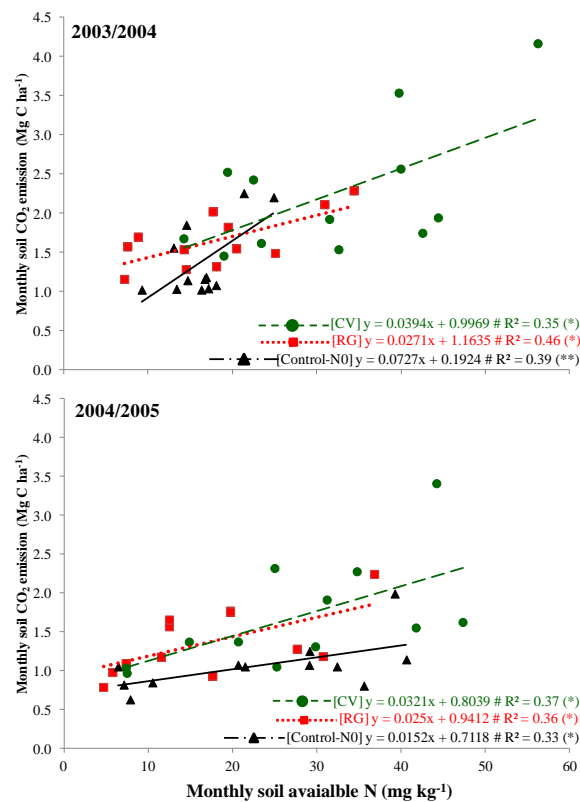 2003/2004
Monthly soil CO₂ emission (Mg C ha⁻¹)
4.5
4.0
3.5
3.0
2.5
2.0
1.5
1.0
0.5
0.0
[CV] y = 0.0394x + 0.9969 # R² = 0.35 (*)
[RG] y = 0.0271x + 1.1635 # R² = 0.46 (*)
[Control-N0] y = 0.0727x + 0.1924 # R² = 0.39 (**)
2004/2005
Monthly soil CO₂ emission (Mg C ha⁻¹)
4.5
4.0
3.5
3.0
2.5
2.0
1.5
1.0
0.5
0.0
[CV] y = 0.0321x + 0.8039 # R² = 0.37 (*)
[RG] y = 0.025x + 0.9412 # R² = 0.36 (*)
[Control-N0] y = 0.0152x + 0.7118 # R² = 0.33 (*)
0 10 20 30 40 50 60
Monthly soil avaialble N (mg kg⁻¹)